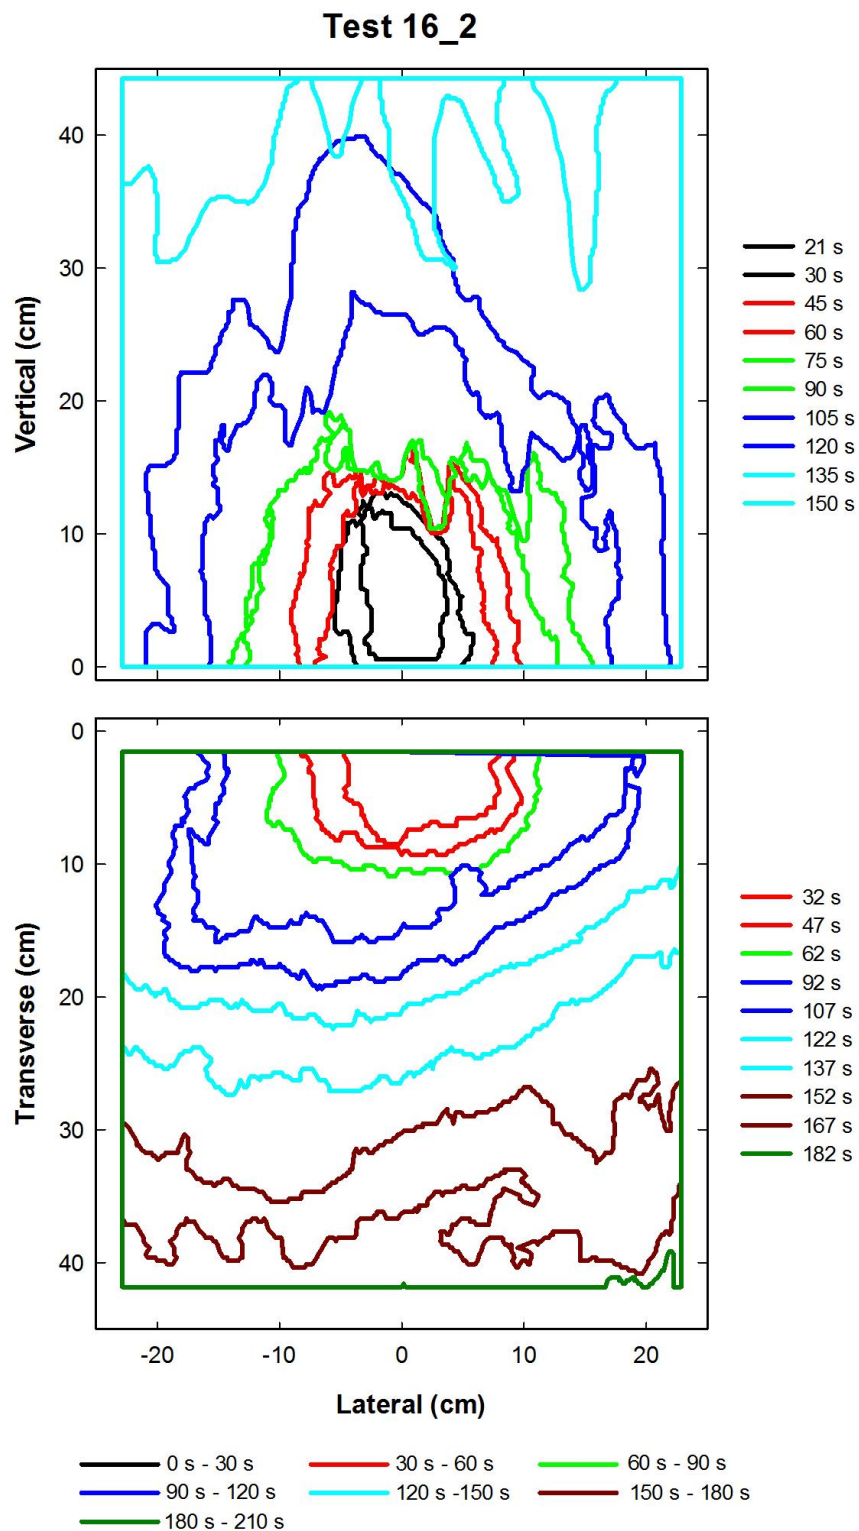 Test 16_2
Vertical (cm)
40
30
20
10
0
21 s
30 s
45 s
60 s
75 s
90 s
105 s
120 s
135 s
150 s
Transverse (cm)
0
10
20
30
40
32 s
47 s
62 s
92 s
107 s
122 s
137 s
152 s
167 s
182 s
-20 -10 0 10 20
Lateral (cm)
0 s - 30 s 30 s - 60 s 60 s - 90 s
90 s - 120 s 120 s -150 s 150 s - 180 s
180 s - 210 s